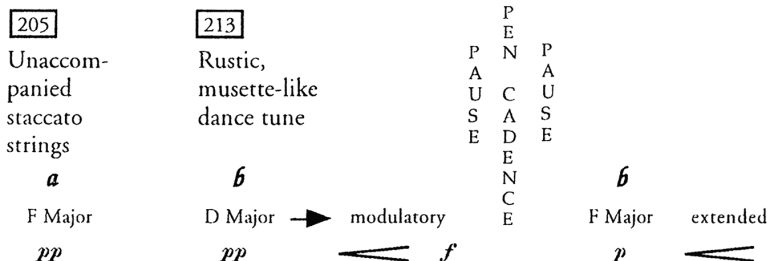 205 213
Unaccom- Rustic,
panied musette-like
staccato dance tune
strings
PAUSE
PEN CADENCE
PAUSE
a b b
F Major D Major modulatory F Major extended
pp pp f p